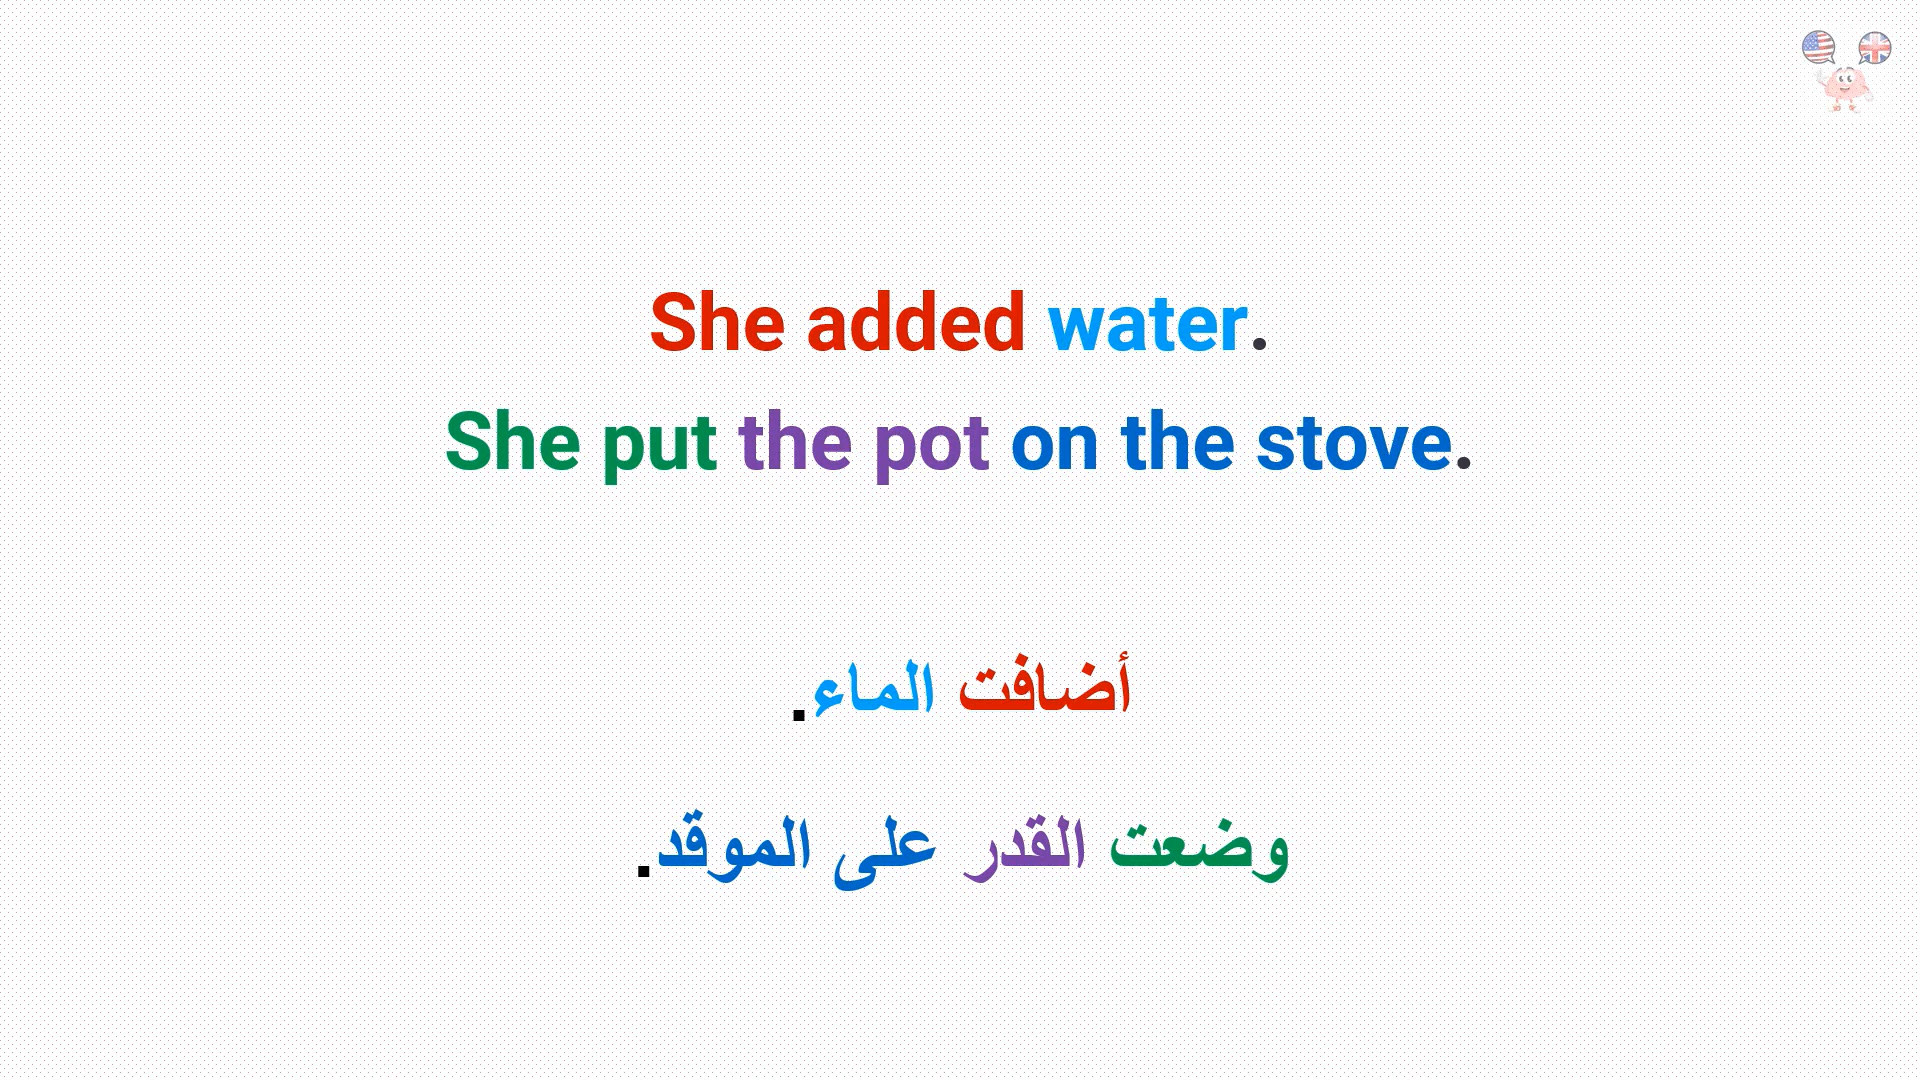 She added water.
She put the pot on the stove.
أضافت الماء.
وضعت القدر على الموقد.